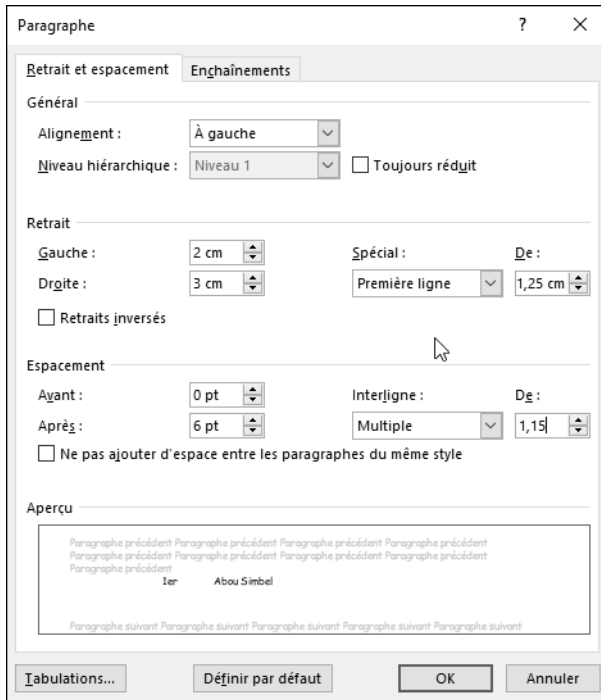 Paragraphe ?
Retrait et espacement Enchaînements
Général
Alignement : À gauche
Niveau hiérarchique : Niveau 1 Toujours réduit
Retrait
Gauche : 2 cm Spécial : De :
Droite : 3 cm Première ligne 1,25 cm
Retraits inversés
Espacement
Avant : 0 pt Interligne : De :
Après : 6 pt Multiple 1,15
Ne pas ajouter d'espace entre les paragraphes du même style
Aperçu
Paragraphe précédent Paragraphe précédent Paragraphe précédent Paragraphe précédent
Paragraphe précédent Paragraphe précédent Paragraphe précédent Paragraphe précédent
Paragraphe précédent
1er Abou Simbel
Paragraphe suivant Paragraphe suivant Paragraphe suivant Paragraphe suivant Paragraphe suivant
Tabulations... Définir par défaut OK Annuler